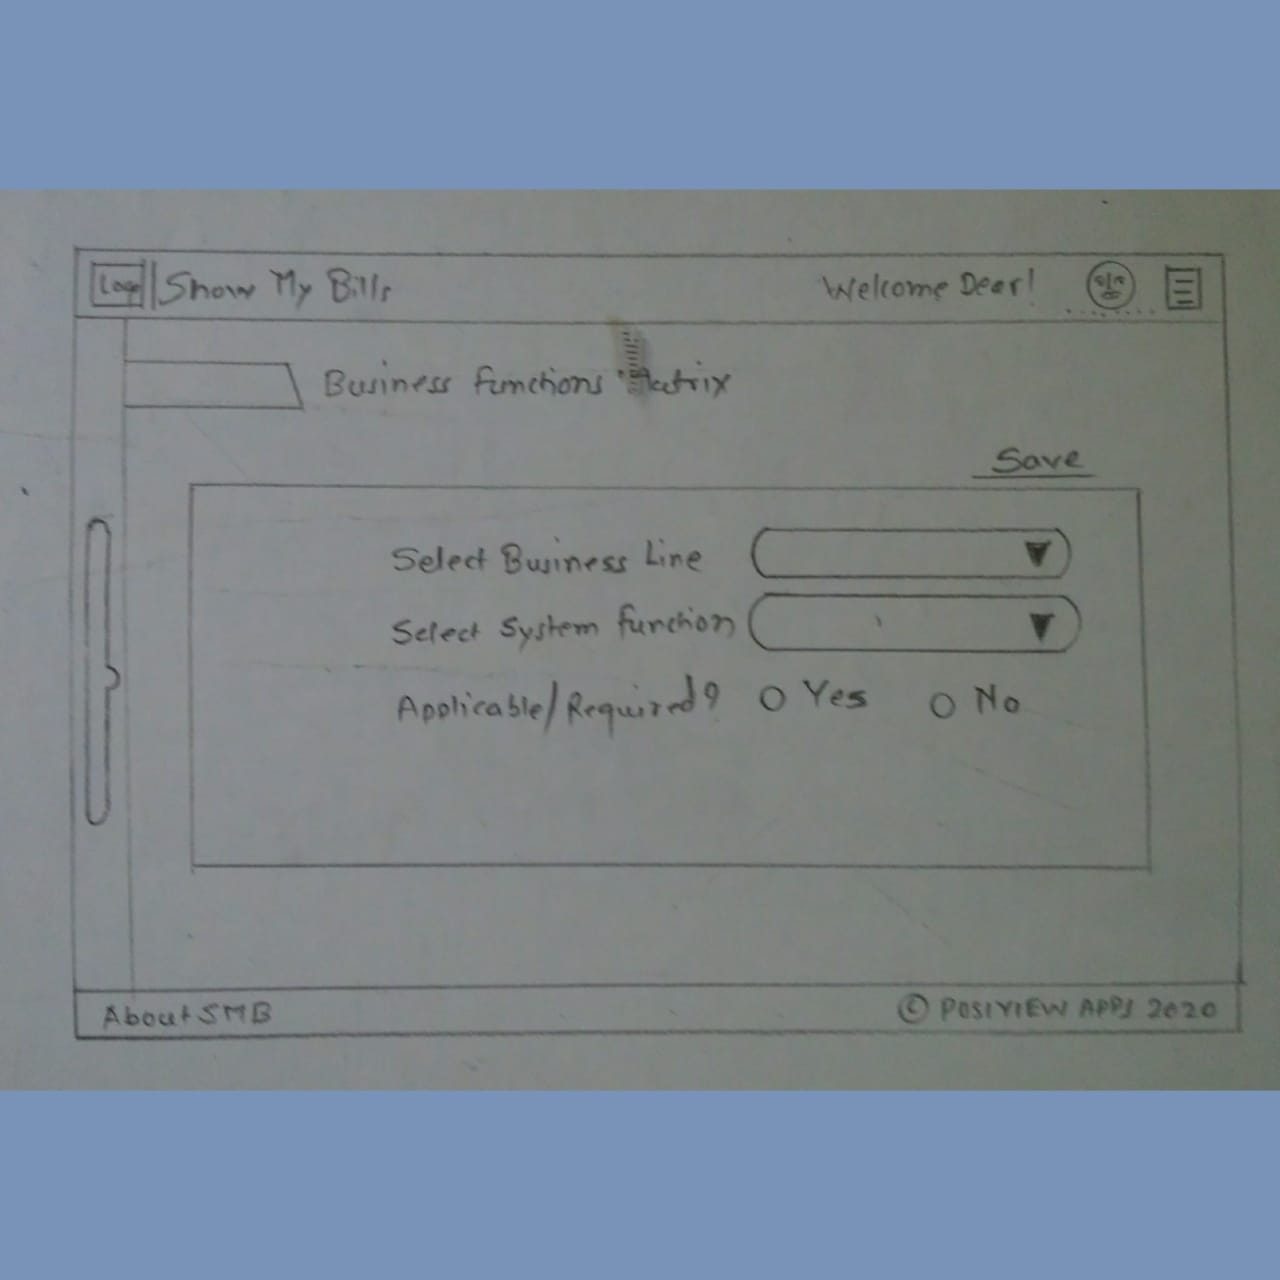 Logo Show My Bills Welcome Dear!
Business Functions Matrix
Save
Select Business Line
Select System function
Applicable/Required? Yes No
About SMB © POSIVIEW APPS 2020